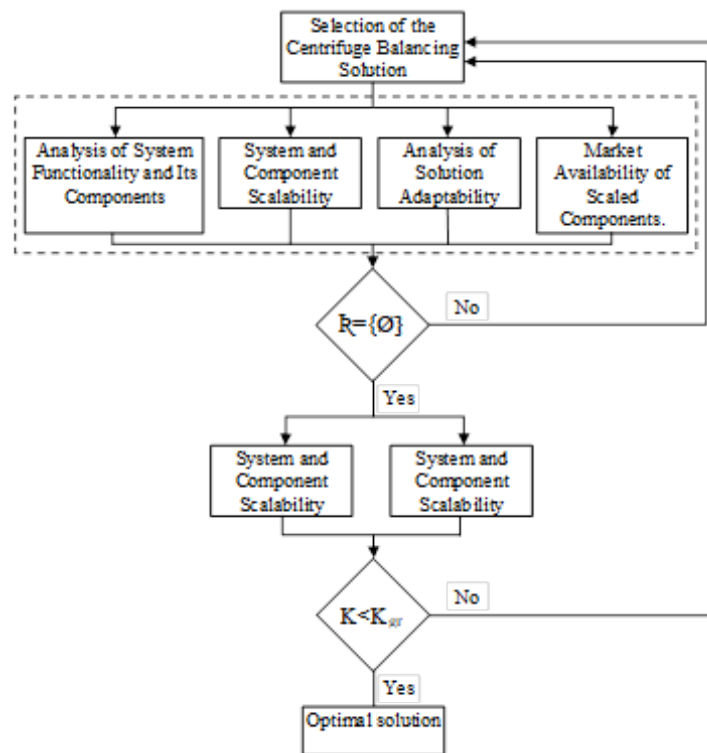 Selection of the
Centrifuge Balancing
Solution
Analysis of System
Functionality and Its
Components
System and
Component
Scalability
Analysis of
Solution
Adaptability
Market
Availability of
Scaled
Components.
R={Ø}
No
Yes
System and
Component
Scalability
System and
Component
Scalability
K<Kgr
No
Yes
Optimal solution